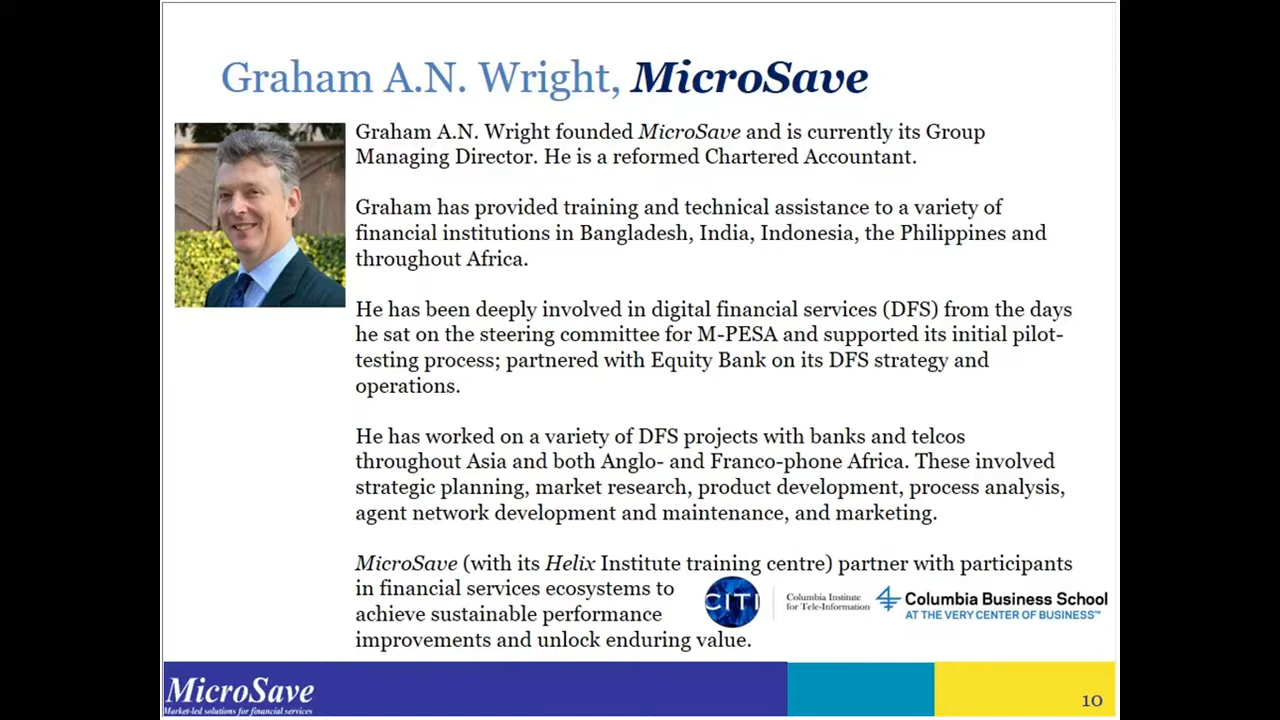 Graham A.N. Wright, MicroSave
Graham A.N. Wright founded MicroSave and is currently its Group
Managing Director. He is a reformed Chartered Accountant.
Graham has provided training and technical assistance to a variety of
financial institutions in Bangladesh, India, Indonesia, the Philippines and
throughout Africa.
He has been deeply involved in digital financial services (DFS) from the days
he sat on the steering committee for M-PESA and supported its initial pilot-
testing process; partnered with Equity Bank on its DFS strategy and
operations.
He has worked on a variety of DFS projects with banks and telcos
throughout Asia and both Anglo- and Franco-phone Africa. These involved
strategic planning, market research, product development, process analysis,
agent network development and maintenance, and marketing.
MicroSave (with its Helix Institute training centre) partner with participants
in financial services ecosystems to
achieve sustainable performance
improvements and unlock enduring value.
CITI
Columbia Institute
for Tele-Information
Columbia Business School
AT THE VERY CENTER OF BUSINESS™
MicroSave
Market-led solutions for financial services
10